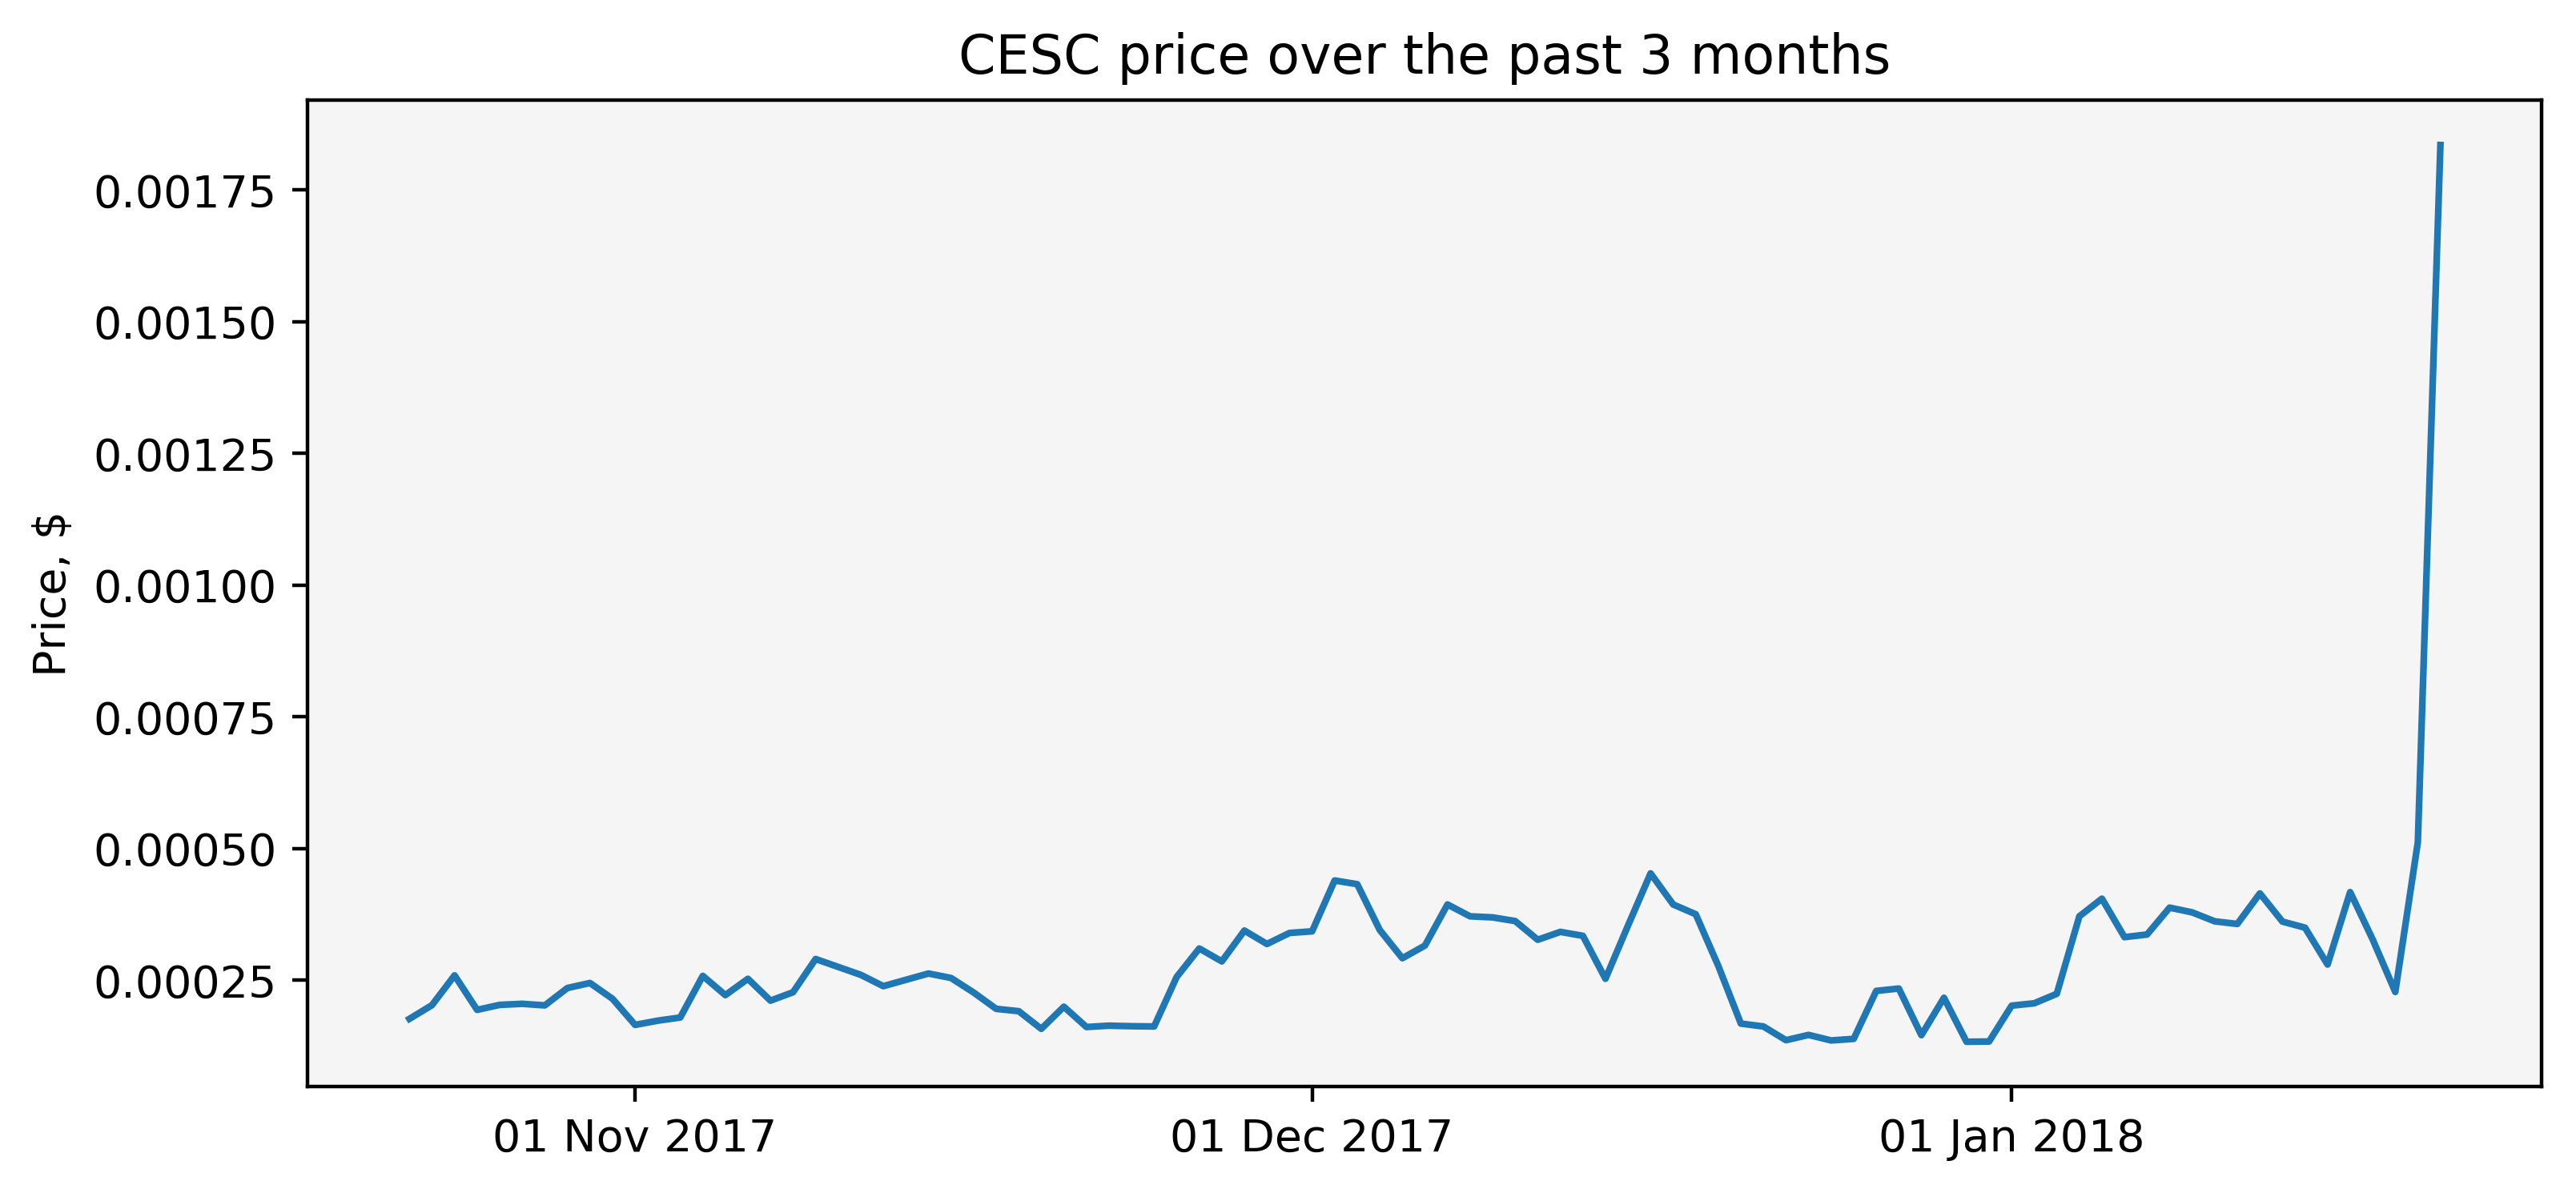 CESC price over the past 3 months
Price, $
0.00175
0.00150
0.00125
0.00100
0.00075
0.00050
0.00025
01 Nov 2017
01 Dec 2017
01 Jan 2018